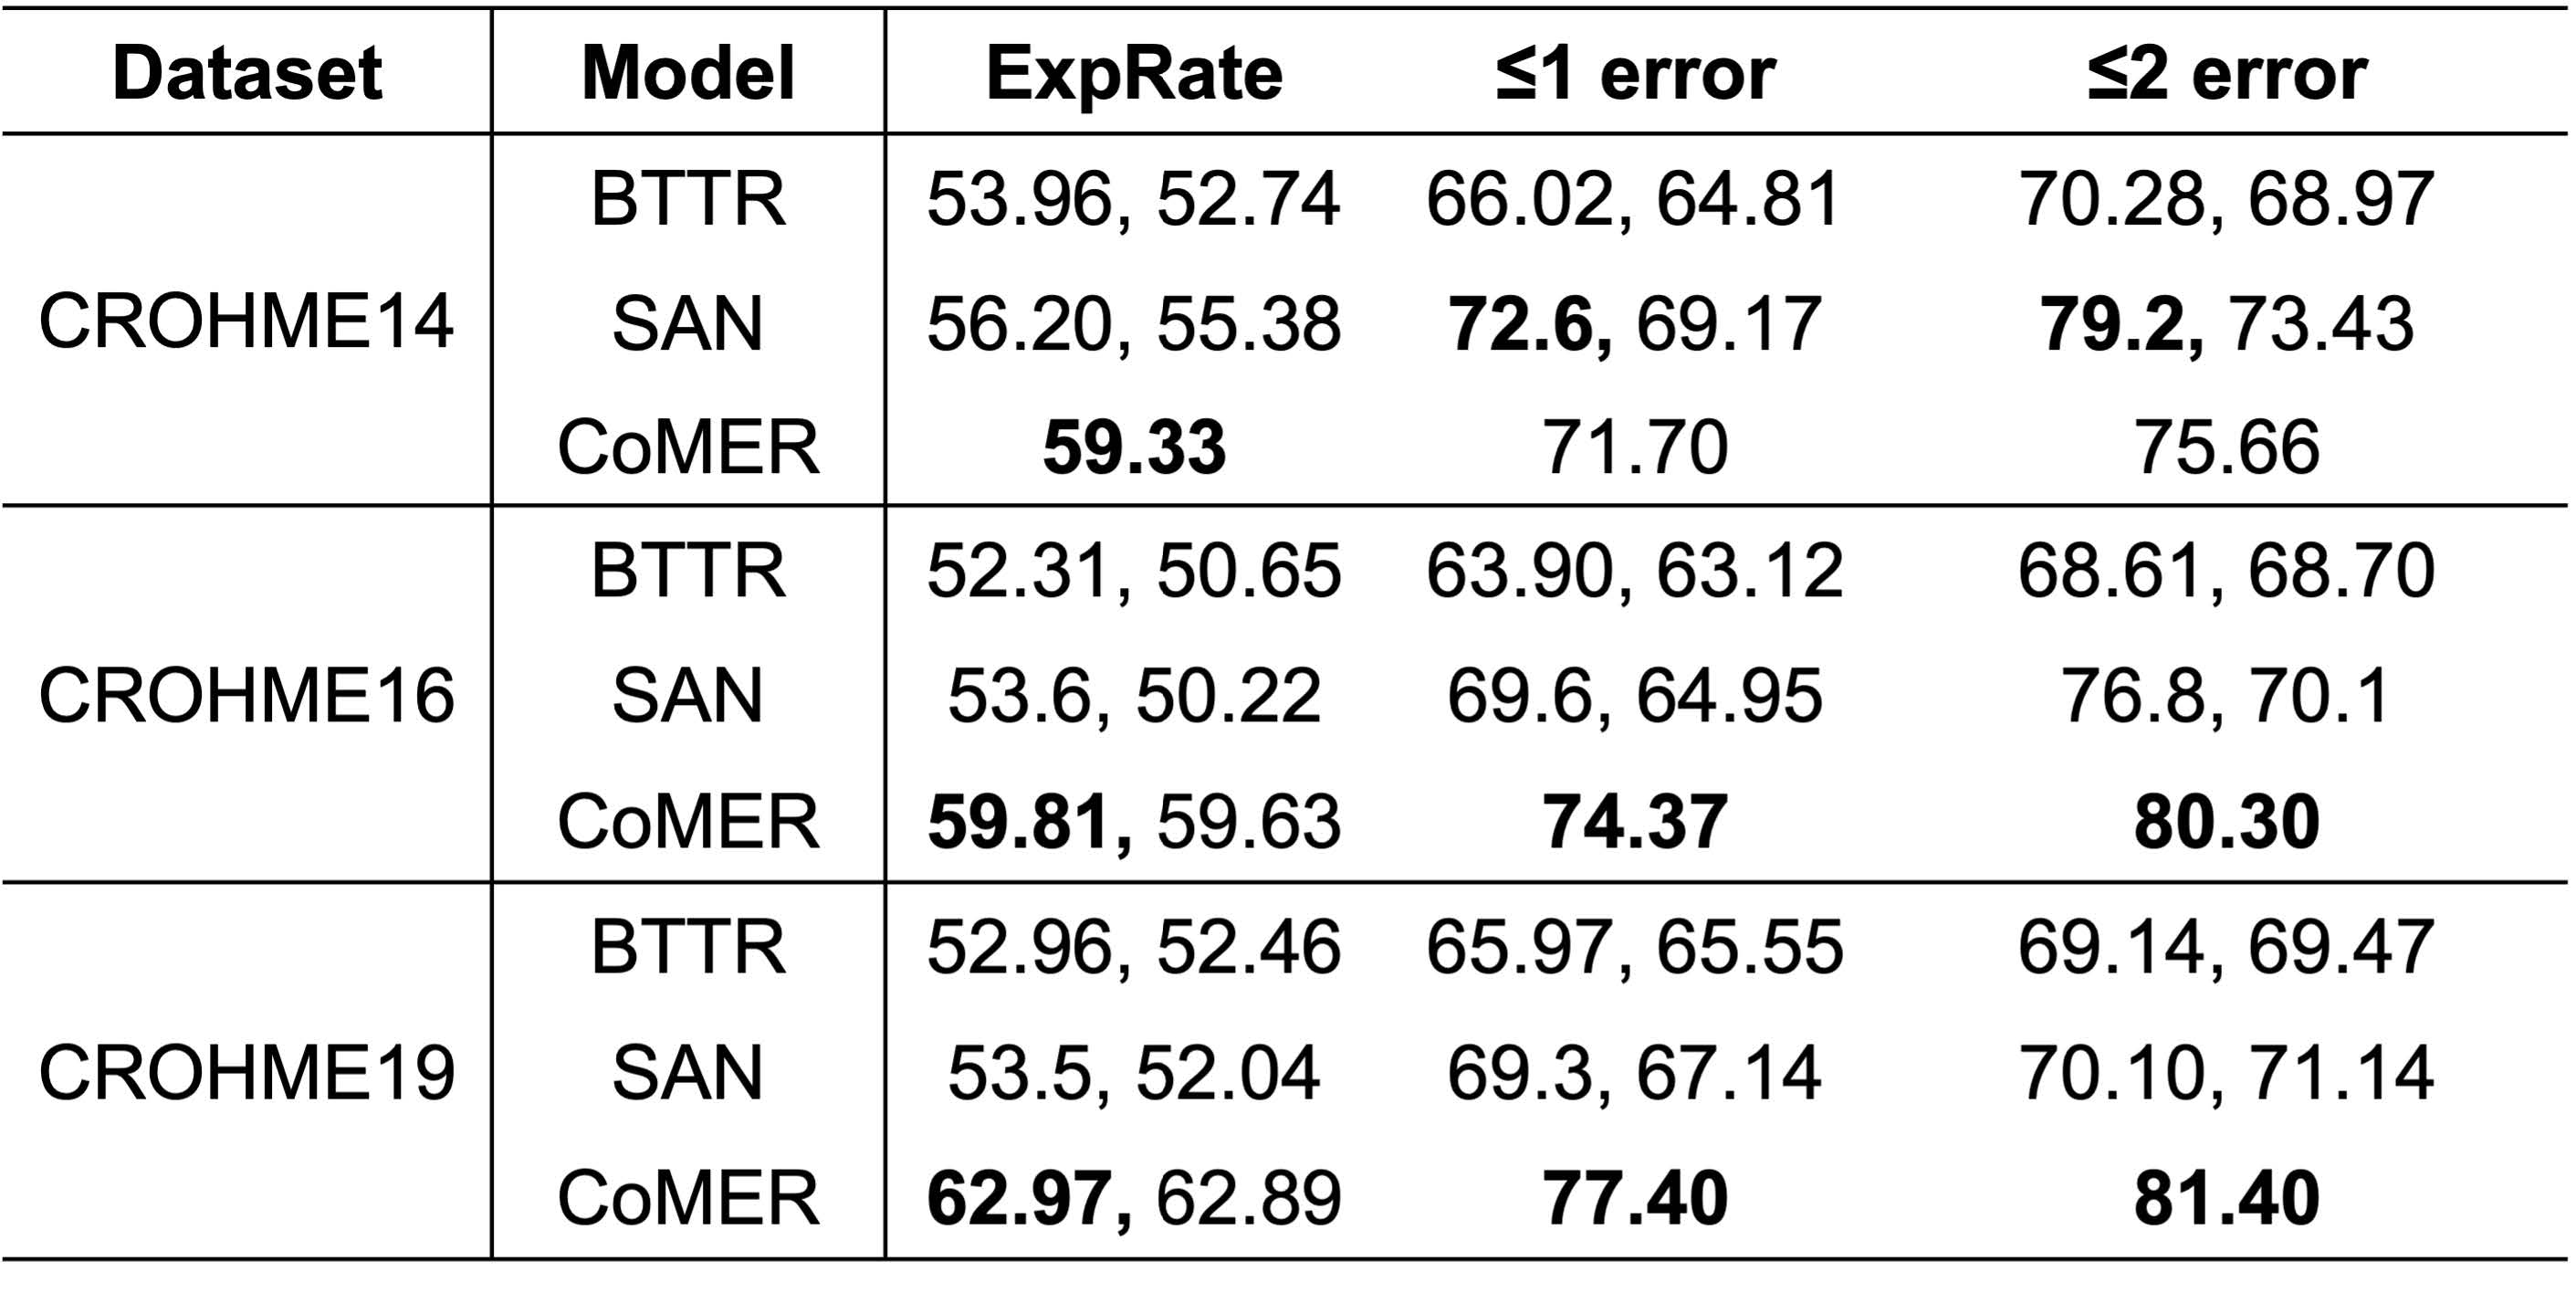 Dataset Model ExpRate ≤1 error ≤2 error
BTTR 53.96, 52.74 66.02, 64.81 70.28, 68.97
CROHME14 SAN 56.20, 55.38 72.6, 69.17 79.2, 73.43
CoMER 59.33 71.70 75.66
BTTR 52.31, 50.65 63.90, 63.12 68.61, 68.70
CROHME16 SAN 53.6, 50.22 69.6, 64.95 76.8, 70.1
CoMER 59.81, 59.63 74.37 80.30
BTTR 52.96, 52.46 65.97, 65.55 69.14, 69.47
CROHME19 SAN 53.5, 52.04 69.3, 67.14 70.10, 71.14
CoMER 62.97, 62.89 77.40 81.40